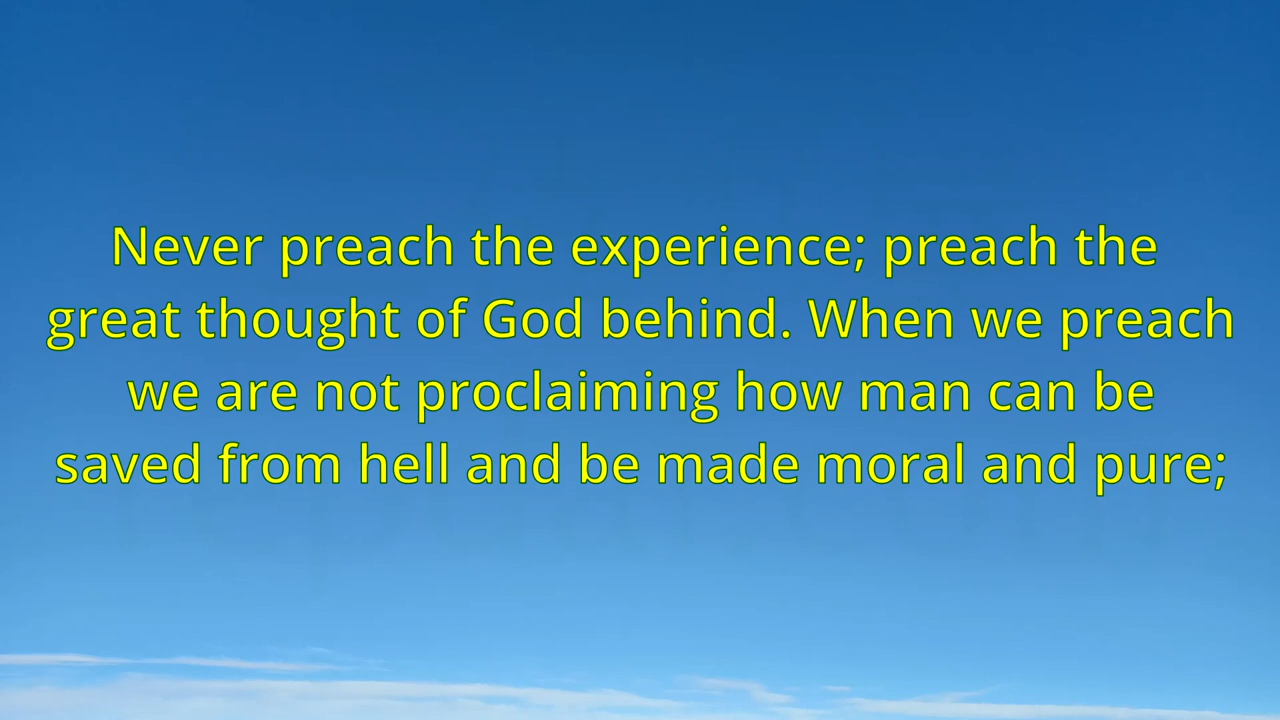 Never preach the experience; preach the
great thought of God behind. When we preach
we are not proclaiming how man can be
saved from hell and be made moral and pure;